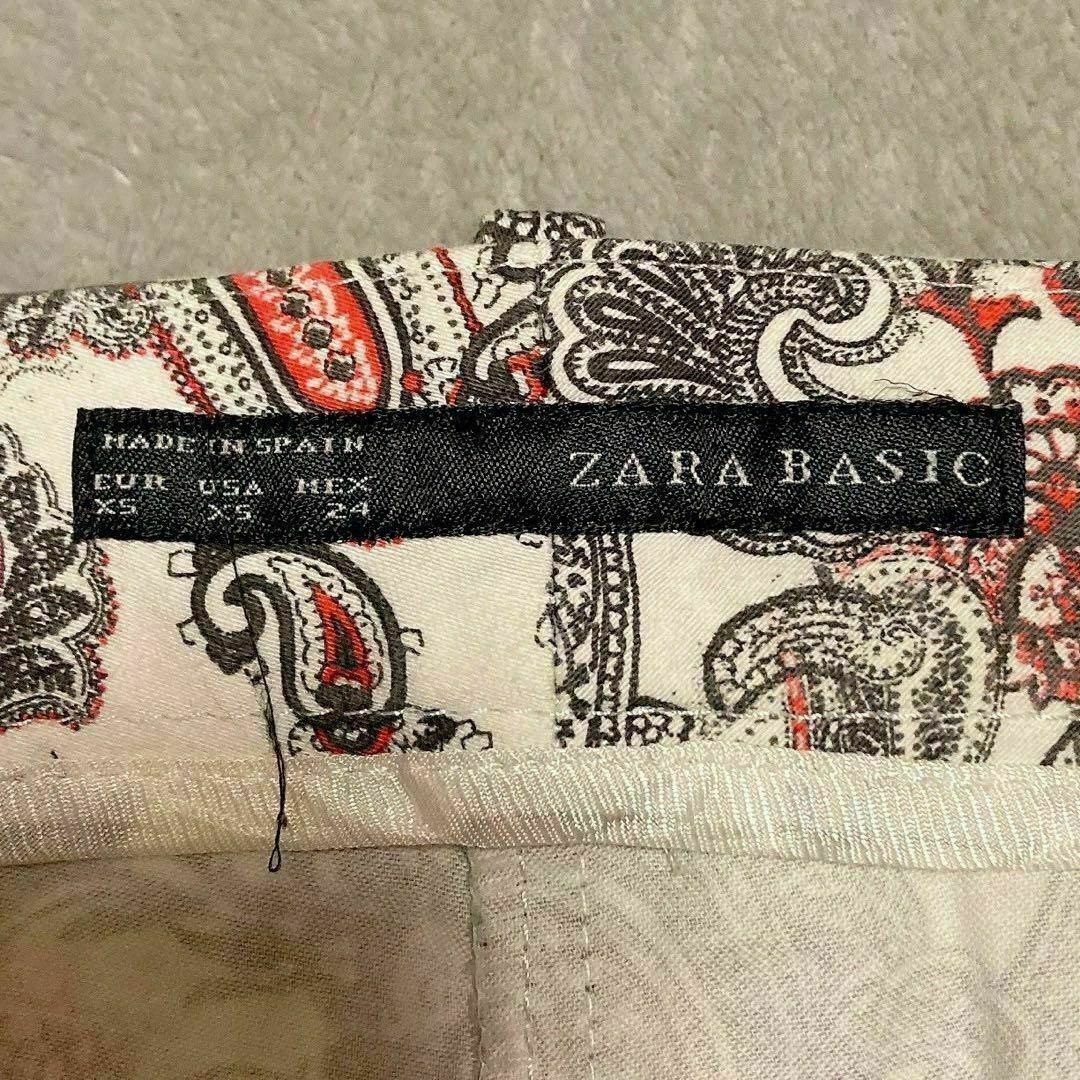 MADE IN SPAIN
EUR USA MEX
XS XS 24
ZARA BASIC